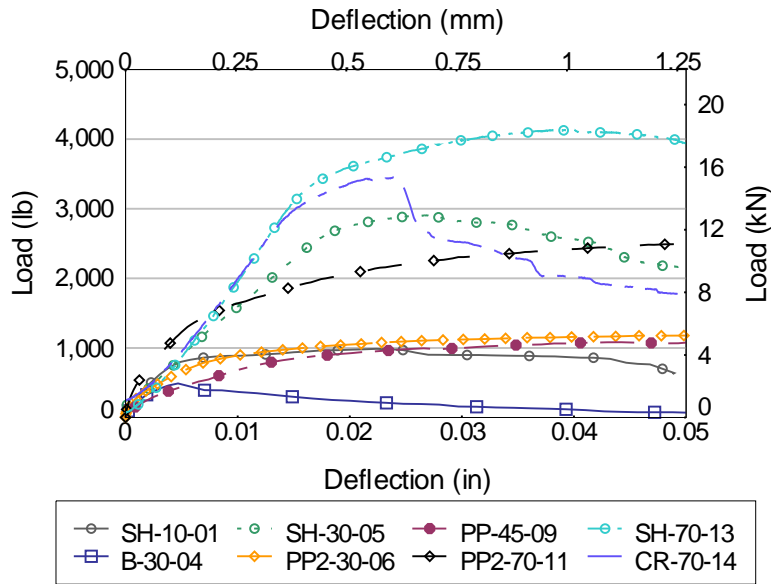 Deflection (mm)
0 0.25 0.5 0.75 1 1.25
5,000
4,000
3,000
2,000
1,000
0
Load (lb)
20
16
12
8
4
0
Load (kN)
0 0.01 0.02 0.03 0.04 0.05
Deflection (in)
SH-10-01 SH-30-05 PP-45-09 SH-70-13
B-30-04 PP2-30-06 PP2-70-11 CR-70-14